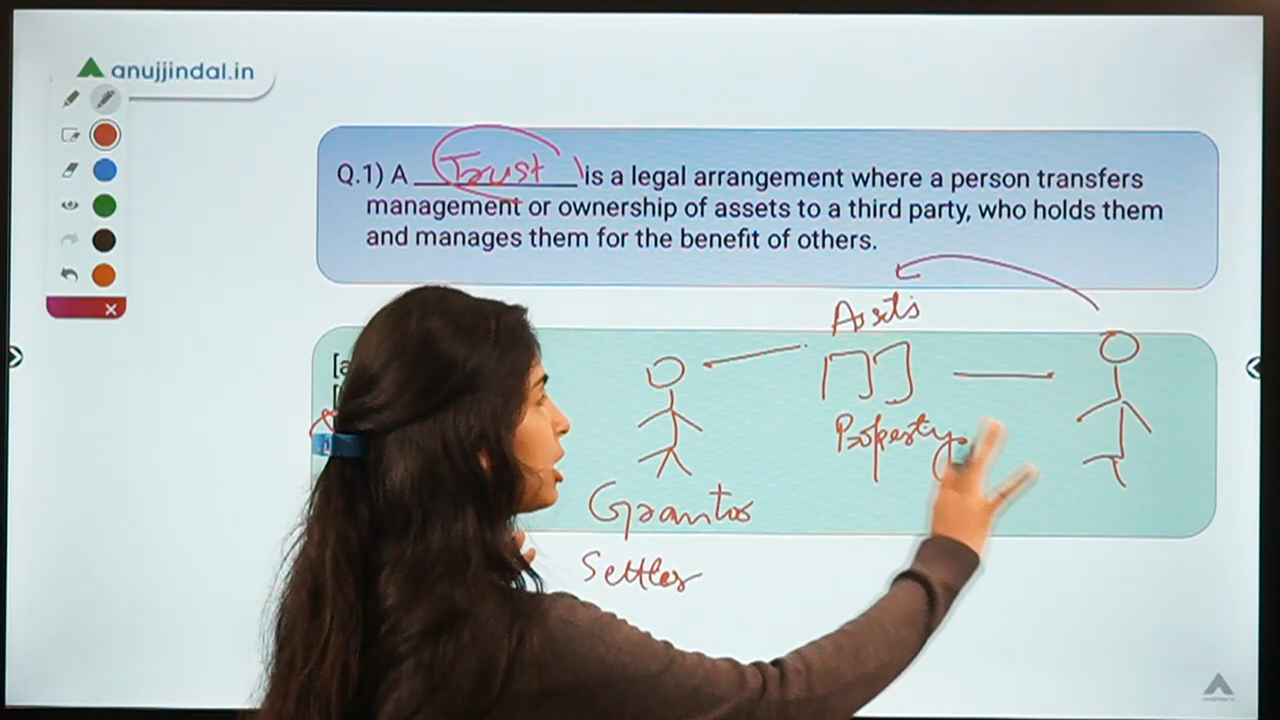 anujjindal.in
Q.1) A Trust is a legal arrangement where a person transfers
management or ownership of assets to a third party, who holds them
and manages them for the benefit of others.
Assets
[a
Property
Grantor
Settler